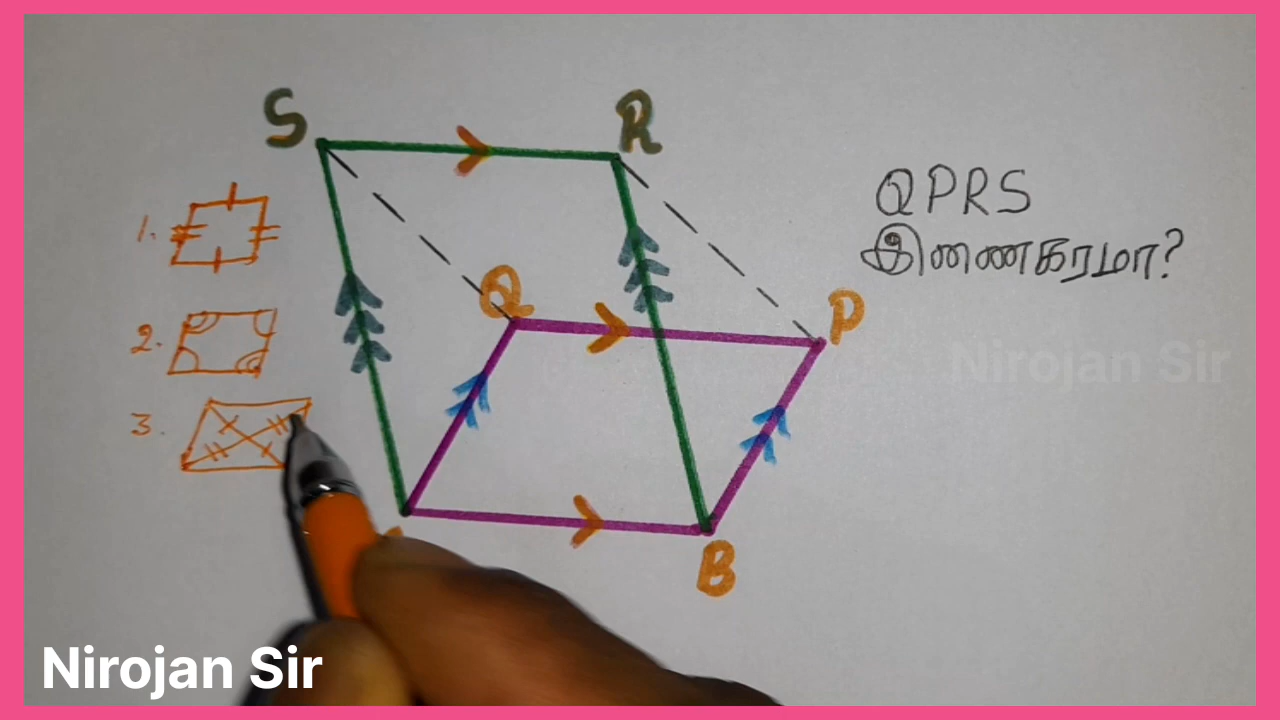 S
R
1.
QPRS
இணைகரமா?
Q
P
2.
Nirojan Sir
3.
B
Nirojan Sir